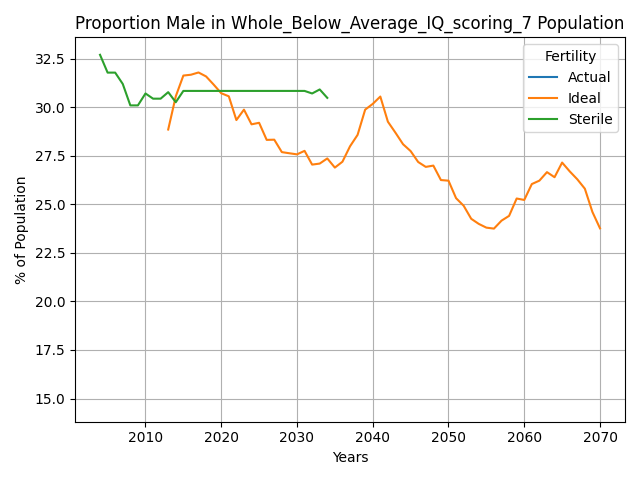 Proportion Male in Whole_Below_Average_IQ_scoring_7 Population
Fertility
Actual
Ideal
Sterile
% of Population
32.5
30.0
27.5
25.0
22.5
20.0
17.5
15.0
2010 2020 2030 2040 2050 2060 2070
Years